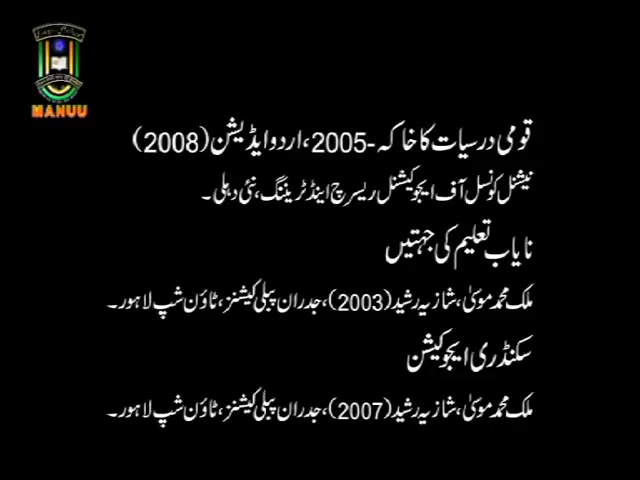 MANUU
قومی درسیات کا خاکہ -2005، اردو ایڈیشن (2008)
نیشنل کونسل آف ایجوکیشنل ریسرچ اینڈ ٹریننگ، نئی دہلی۔
نایاب تعلیم کی جہتیں
ملک محمد موسیٰ، شازیہ رشید (2003)، جدران پبلی کیشنز، ٹاؤن شپ لاہور۔
سکنڈری ایجوکیشن
ملک محمد موسیٰ، شازیہ رشید (2007)، جدران پبلی کیشنز، ٹاؤن شپ لاہور۔